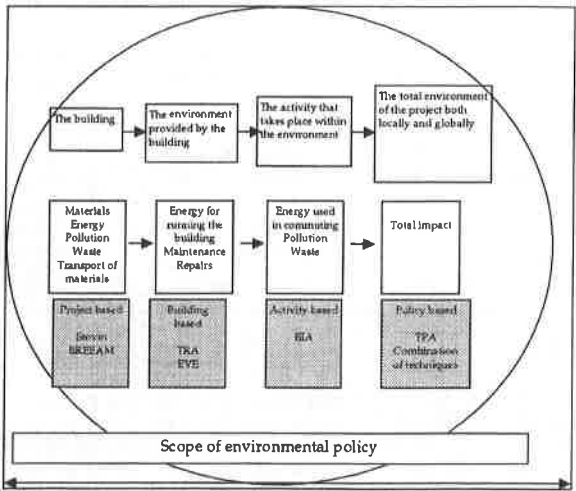 The building
The environment
provided by the
building
The activity that
takes place within
the environment
The total environment
of the project both
locally and globally
Materials
Energy
Pollution
Waste
Transport of
materials
Energy for
running the
building
Maintenance
Repairs
Energy used
in commuting
Pollution
Waste
Total impact
Project based
BREEAM
Building
based
EVE
Activity based
EIA
Policy based
TPA
Combination
of techniques
Scope of environmental policy